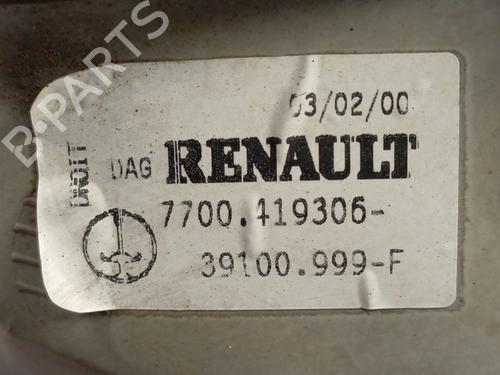 03/02/00
DROIT
DAG RENAULT
7700.419306-
39100.999-F
B-PARTS